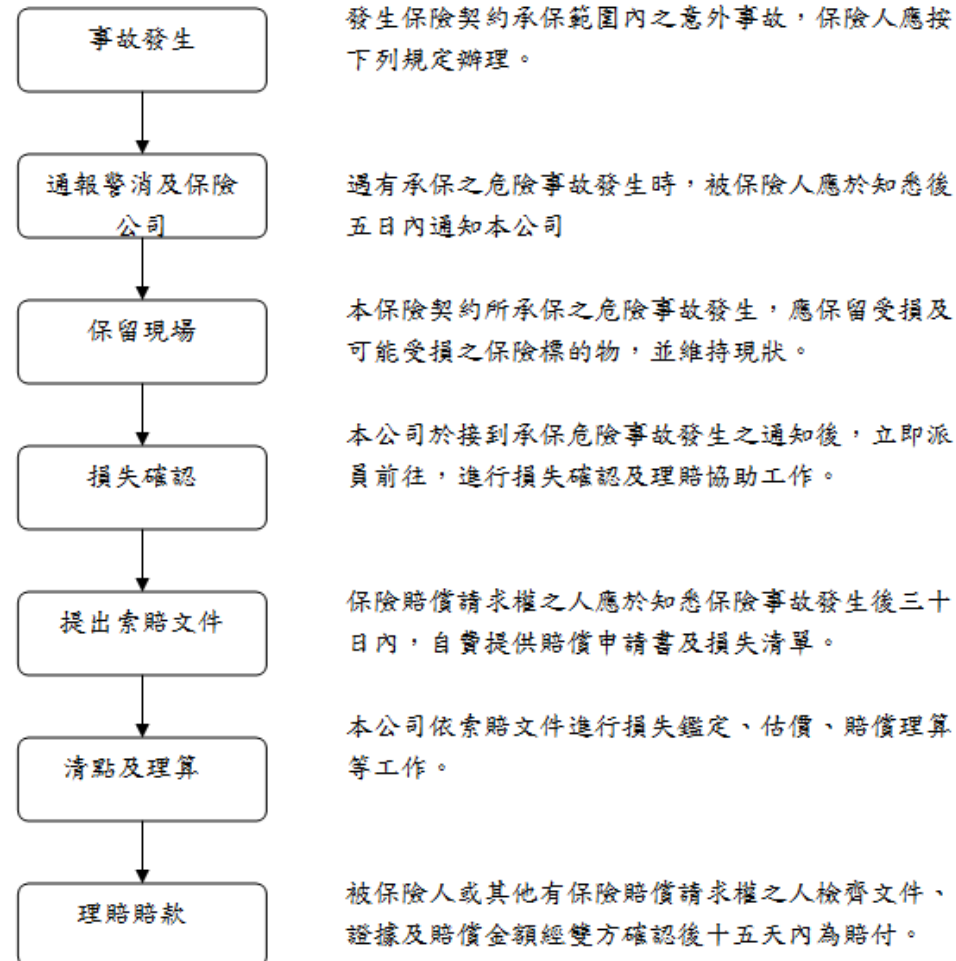 事故發生
發生保險契約承保範圍內之意外事故，保險人應按
下列規定辦理。
通報警消及保險
公司
遇有承保之危險事故發生時，被保險人應於知悉後
五日內通知本公司
保留現場
本保險契約所承保之危險事故發生，應保留受損及
可能受損之保險標的物，並維持現狀。
損失確認
本公司於接到承保危險事故發生之通知後，立即派
員前往，進行損失確認及理賠協助工作。
提出索賠文件
保險賠償請求權之人應於知悉保險事故發生後三十
日內，自費提供賠償申請書及損失清單。
清點及理算
本公司依索賠文件進行損失鑑定、估價、賠償理算
等工作。
理賠賠款
被保險人或其他有保險賠償請求權之人檢齊文件、
證據及賠償金額經雙方確認後十五天內為賠付。